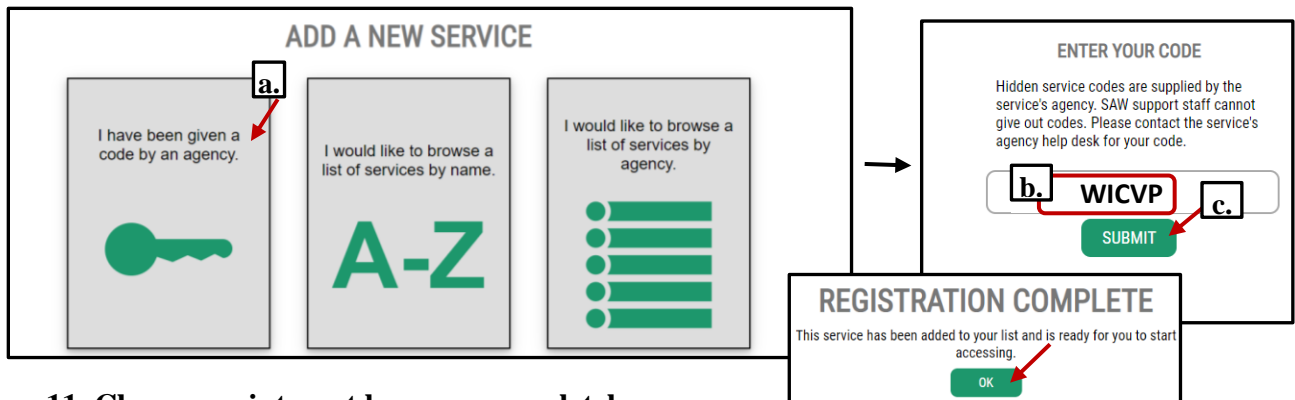 ADD A NEW SERVICE
a.
I have been given a
code by an agency.
I would like to browse a
list of services by name.
A-Z
I would like to browse a
list of services by
agency.
ENTER YOUR CODE
Hidden service codes are supplied by the
service's agency. SAW support staff cannot
give out codes. Please contact the service's
agency help desk for your code.
b.
WICVP
c.
SUBMIT
REGISTRATION COMPLETE
This service has been added to your list and is ready for you to start
accessing.
OK
11.